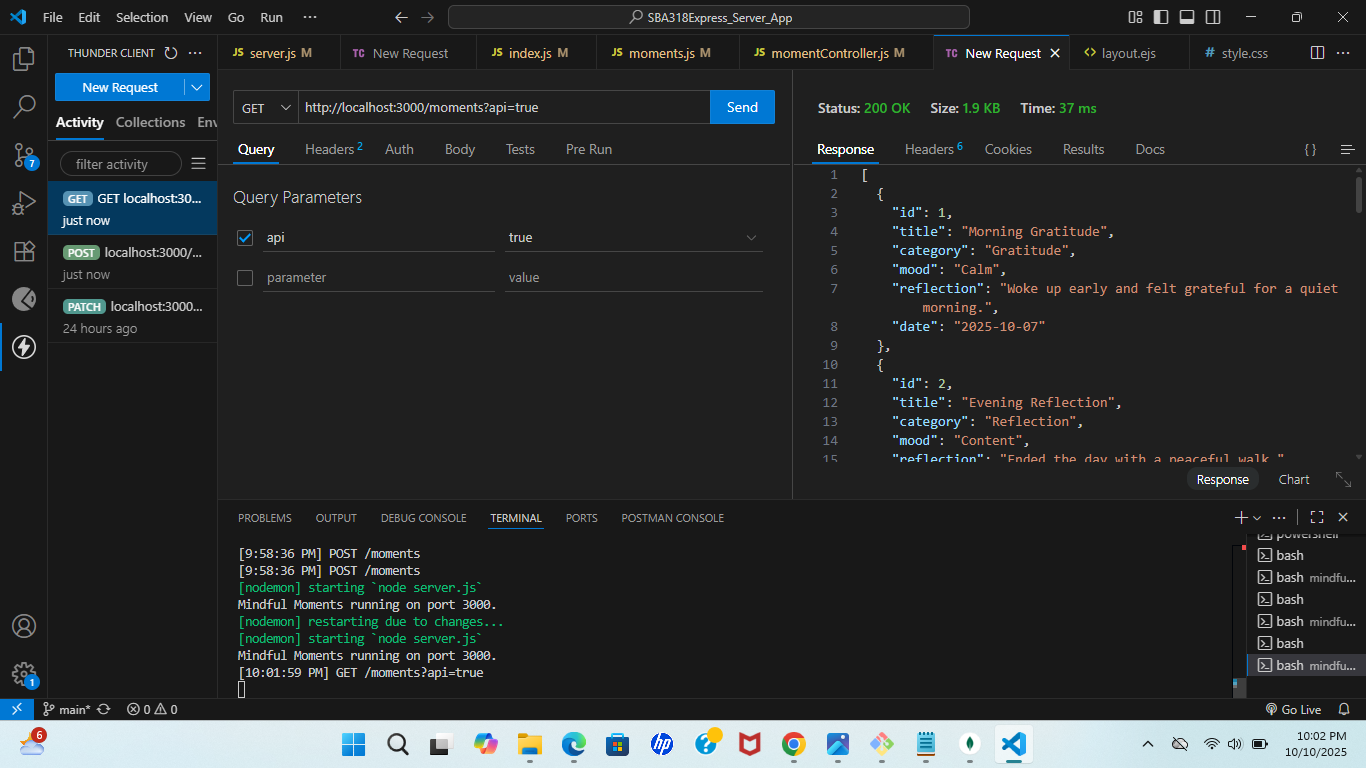 File Edit Selection View Go Run ···
SBA318Express_Server_App
THUNDER CLIENT
JS server.js M
TC New Request
JS index.js M
JS moments.js M
JS momentController.js M
TC New Request
<> layout.ejs
# style.css
New Request
Activity Collections Env
filter activity
GET GET localhost:30...
just now
POST localhost:3000/...
just now
PATCH localhost:3000...
24 hours ago
7
1
GET
http://localhost:3000/moments?api=true
Send
Query Headers 2 Auth Body Tests Pre Run
Query Parameters
api true
parameter value
Status: 200 OK Size: 1.9 KB Time: 37 ms
Response Headers 6 Cookies Results Docs { }
1 [
2 {
3 "id": 1,
4 "title": "Morning Gratitude",
5 "category": "Gratitude",
6 "mood": "Calm",
7 "reflection": "Woke up early and felt grateful for a quiet
morning.",
8 "date": "2025-10-07"
9 },
10 {
11 "id": 2,
12 "title": "Evening Reflection",
13 "category": "Reflection",
14 "mood": "Content",
15 "reflection": "Ended the day with a peaceful walk."
Response Chart
PROBLEMS OUTPUT DEBUG CONSOLE TERMINAL PORTS POSTMAN CONSOLE
[9:58:36 PM] POST /moments
[9:58:36 PM] POST /moments
[nodemon] starting `node server.js`
Mindful Moments running on port 3000.
[nodemon] restarting due to changes...
[nodemon] starting `node server.js`
Mindful Moments running on port 3000.
[10:01:59 PM] GET /moments?api=true
powershell
bash
bash mindfu...
bash
bash mindfu...
bash
bash mindfu...
main* 0 0
Go Live
6
hp
10:02 PM
10/10/2025